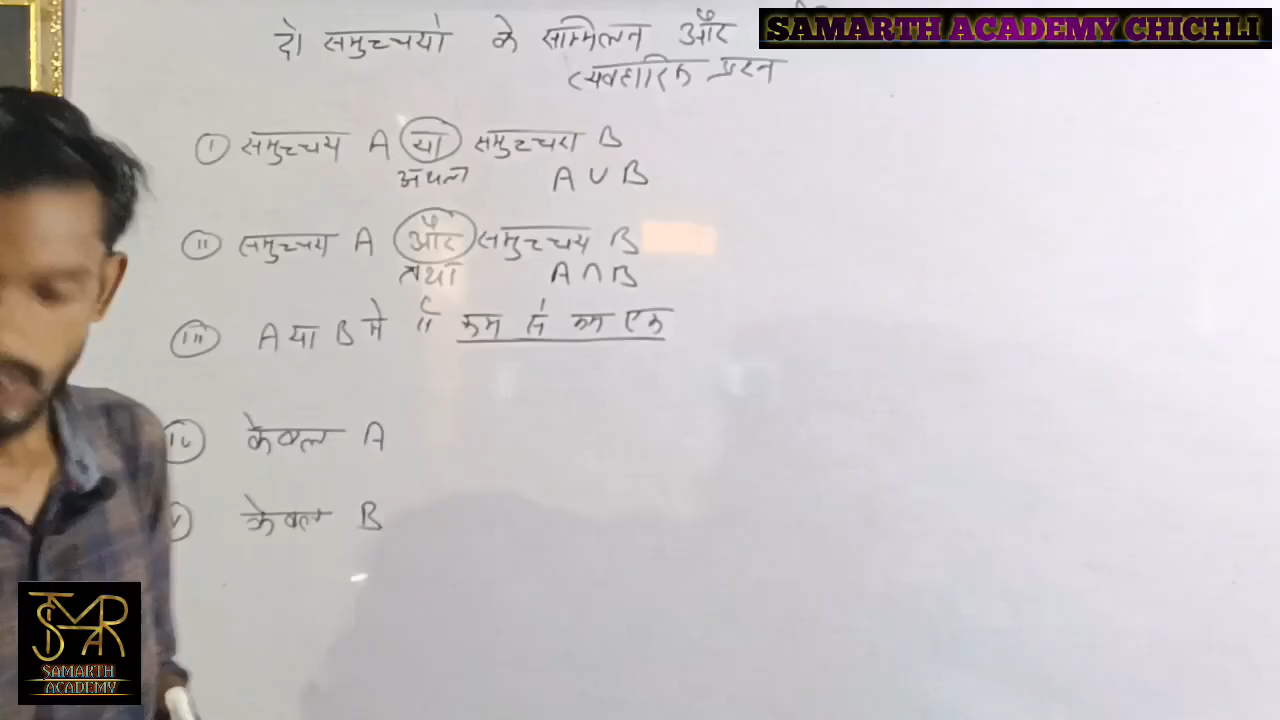 दो समुच्चयो के सम्मिलन और
व्यवहारिक प्रश्न
SAMARTH ACADEMY CHICHLI
I समुच्चय A या समुच्चय B
अथवा A ∪ B
II समुच्चय A और समुच्चय B
तथा A ∩ B
III A या B में से कम से कम एक
IV केवल A
V केवल B
SAMARTH
ACADEMY